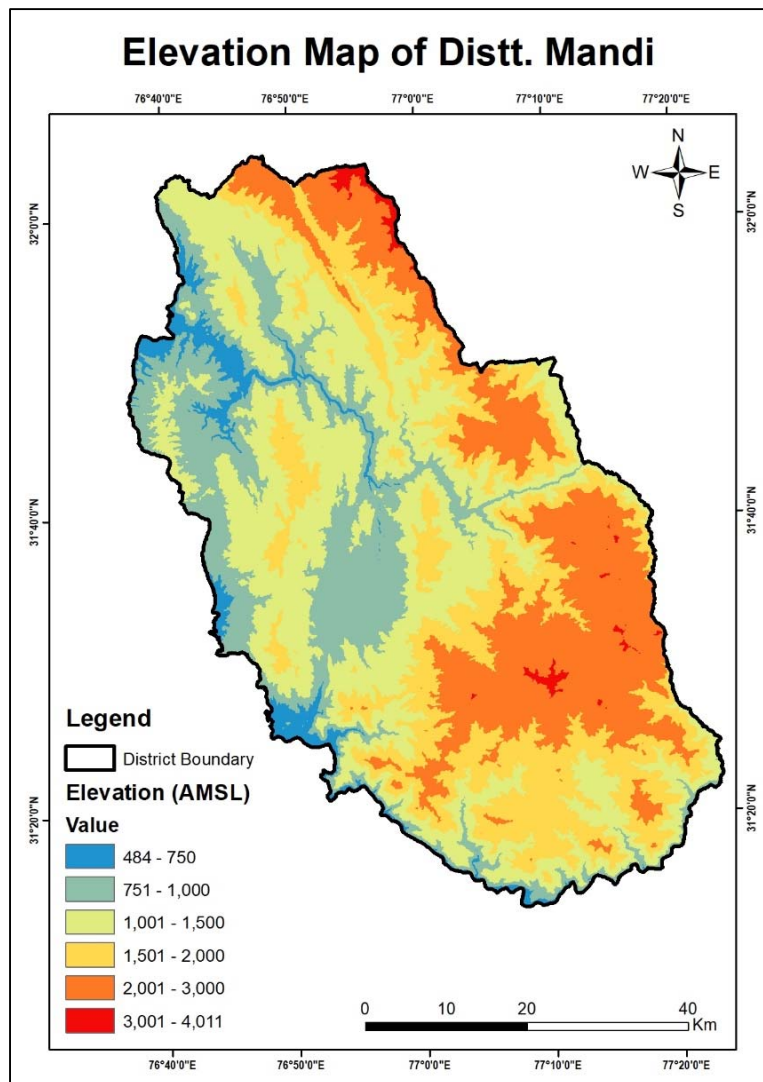 Elevation Map of Distt. Mandi
76°40'0"E 76°50'0"E 77°0'0"E 77°10'0"E 77°20'0"E
N
W E
S
32°0'0"N 32°0'0"N
31°40'0"N 31°40'0"N
31°20'0"N 31°20'0"N
Legend
District Boundary
Elevation (AMSL)
Value
484 - 750
751 - 1,000
1,001 - 1,500
1,501 - 2,000
2,001 - 3,000
3,001 - 4,011
0 10 20 40
Km
76°40'0"E 76°50'0"E 77°0'0"E 77°10'0"E 77°20'0"E